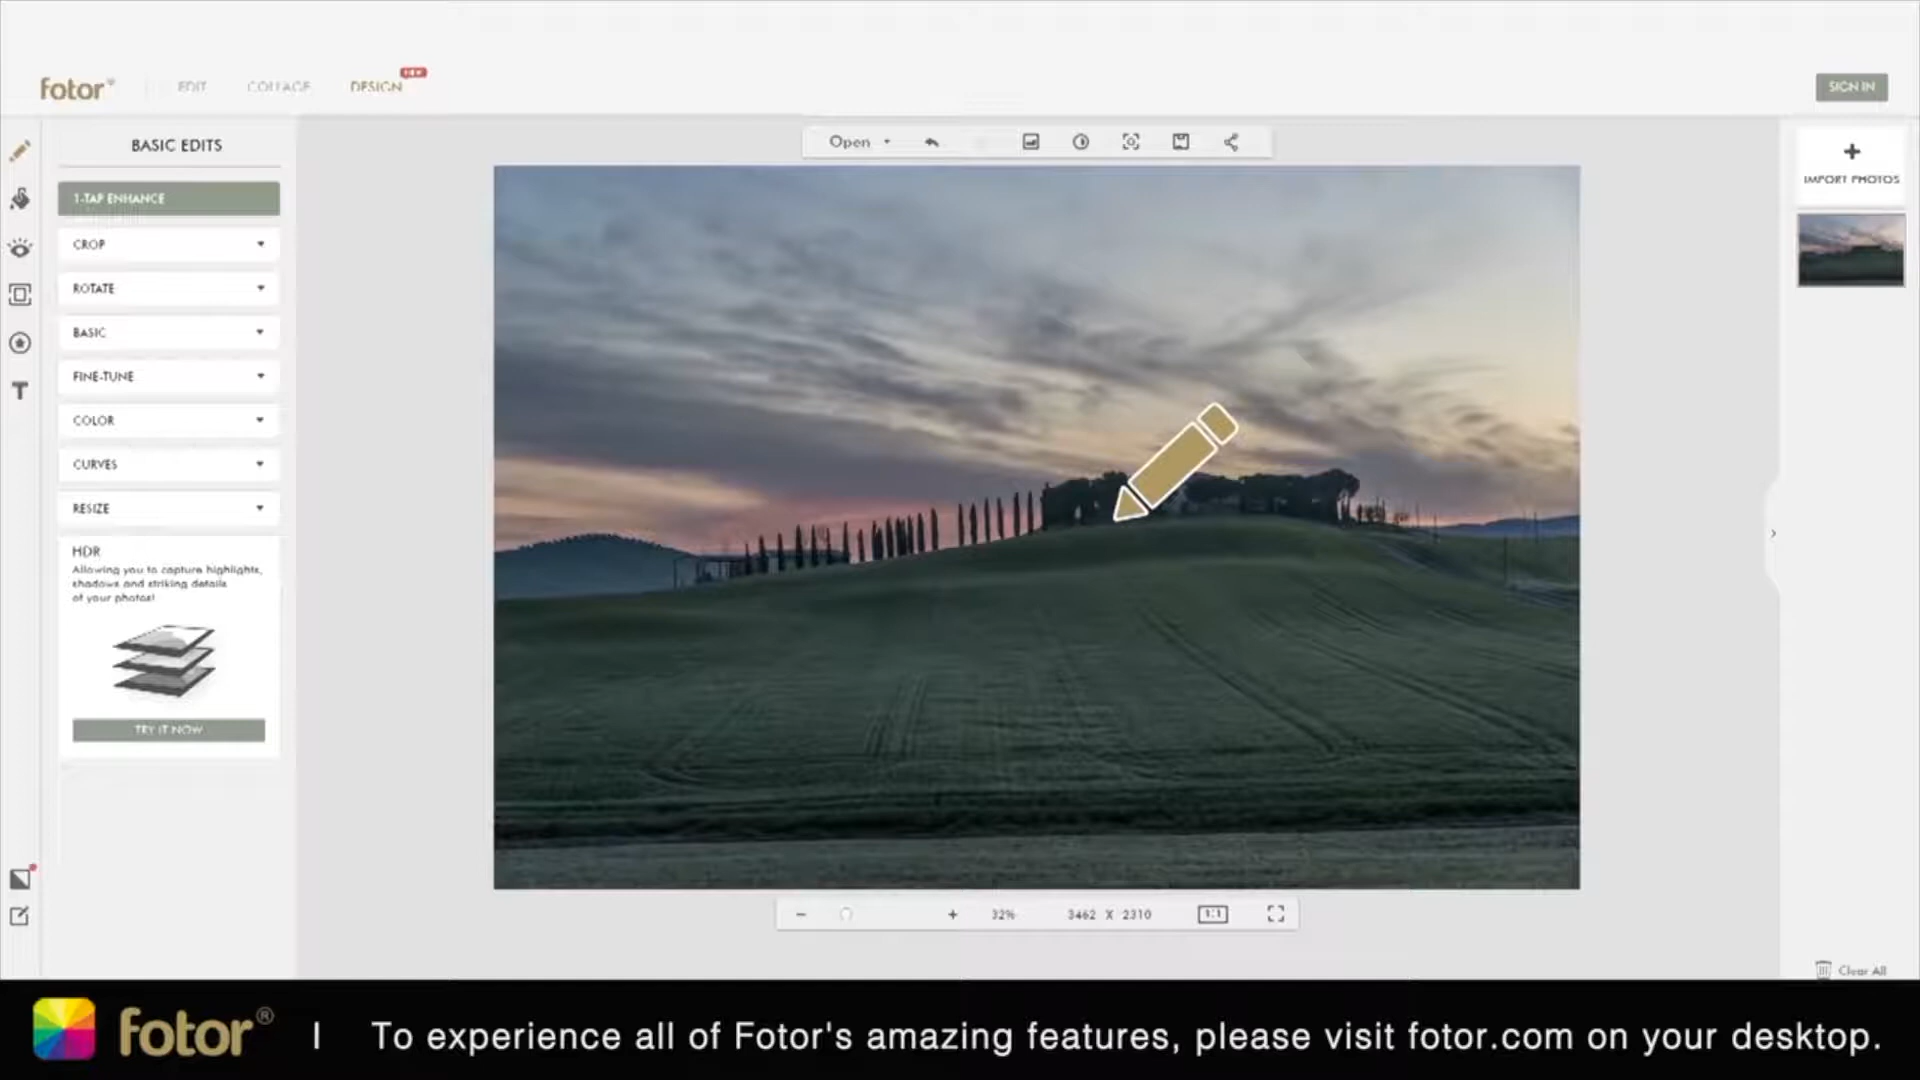 fotor®
EDIT
COLLAGE
DESIGN
SIGN IN
BASIC EDITS
1-TAP ENHANCE
CROP
ROTATE
BASIC
FINE-TUNE
COLOR
CURVES
RESIZE
HDR
Allowing you to capture highlights,
shadows and striking details
of your photos!
TRY IT NOW
Open
IMPORT PHOTOS
T
32%
3462 X 2310
1:1
Clear All
fotor® | To experience all of Fotor's amazing features, please visit fotor.com on your desktop.